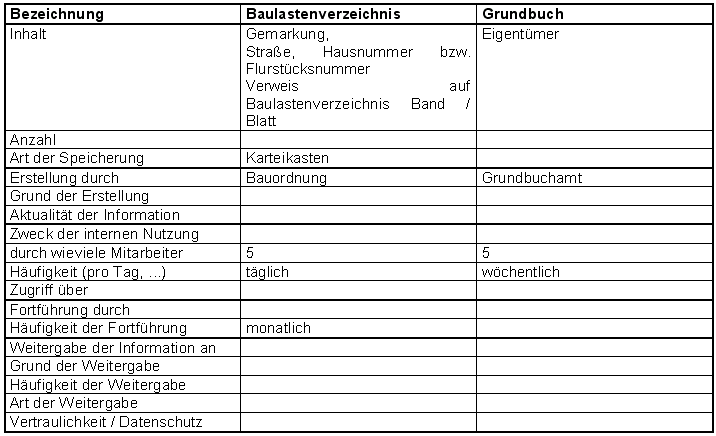 Bezeichnung Baulastenverzeichnis Grundbuch
Inhalt Gemarkung, Eigentümer
Straße, Hausnummer bzw.
Flurstücksnummer
Verweis auf
Baulastenverzeichnis Band /
Blatt
Anzahl
Art der Speicherung Karteikasten
Erstellung durch Bauordnung Grundbuchamt
Grund der Erstellung
Aktualität der Information
Zweck der internen Nutzung
durch wieviele Mitarbeiter 5 5
Häufigkeit (pro Tag, ...) täglich wöchentlich
Zugriff über
Fortführung durch
Häufigkeit der Fortführung monatlich
Weitergabe der Information an
Grund der Weitergabe
Häufigkeit der Weitergabe
Art der Weitergabe
Vertraulichkeit / Datenschutz